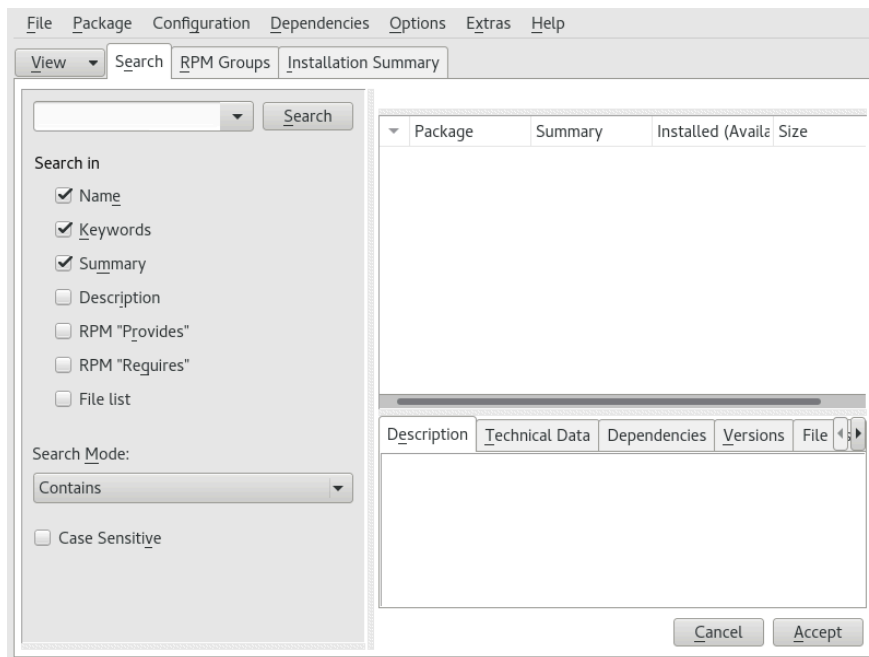 File Package Configuration Dependencies Options Extras Help
View Search RPM Groups Installation Summary
Search
Package Summary Installed (Availa Size
Search in
Name
Keywords
Summary
Description
RPM "Provides"
RPM "Requires"
File list
Search Mode:
Contains
Case Sensitive
Description Technical Data Dependencies Versions File
Cancel Accept